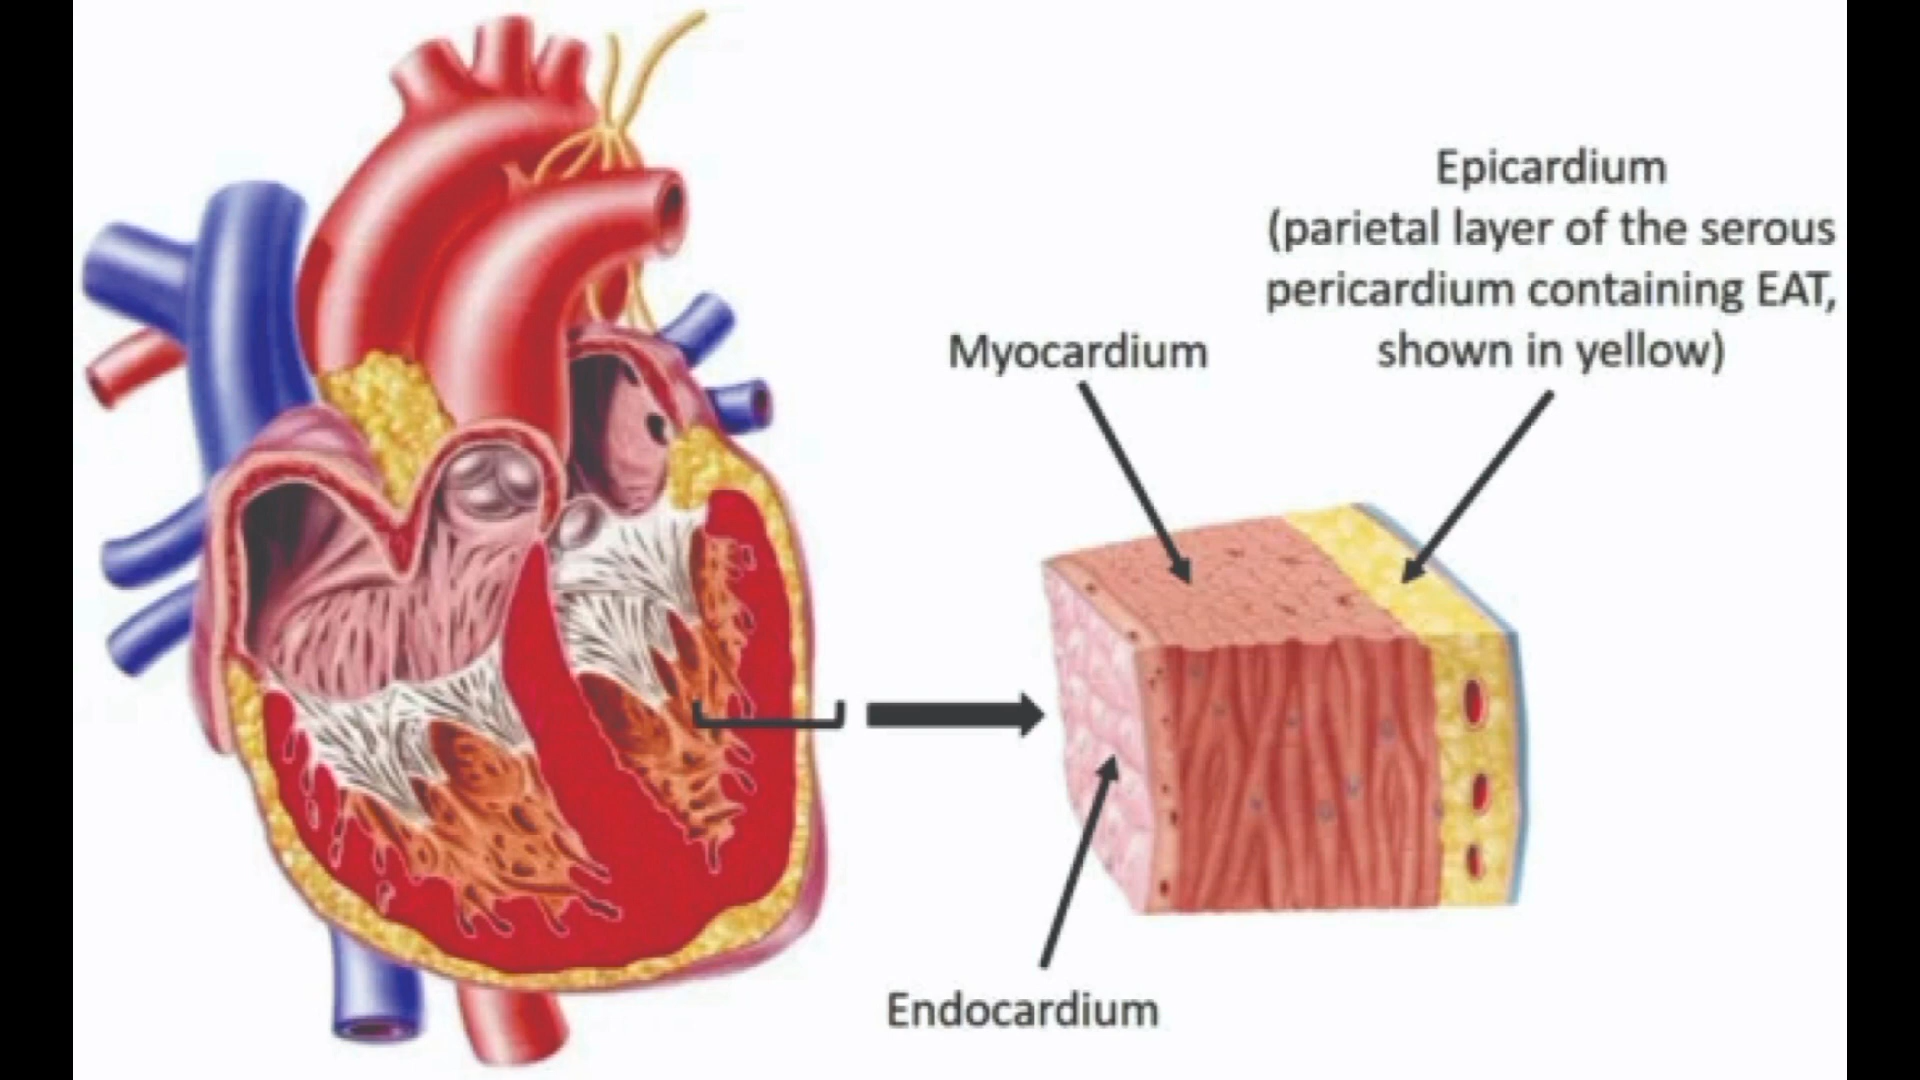 Epicardium
(parietal layer of the serous
pericardium containing EAT,
shown in yellow)
Myocardium
Endocardium